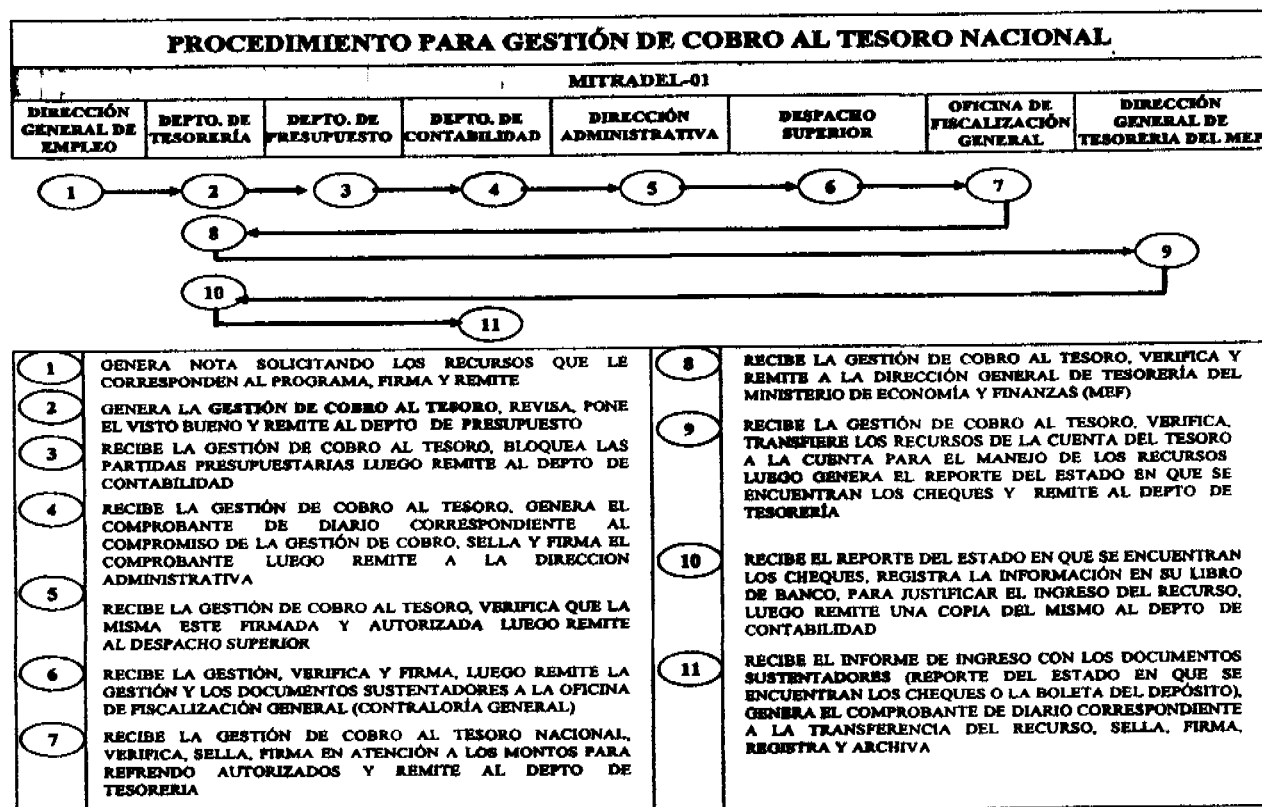 PROCEDIMIENTO PARA GESTIÓN DE COBRO AL TESORO NACIONAL
MITRADEL-01
DIRECCIÓN
GENERAL DE
EMPLEO
DEPTO. DE
TESORERÍA
DEPTO. DE
PRESUPUESTO
DEPTO. DE
CONTABILIDAD
DIRECCIÓN
ADMINISTRATIVA
DESPACHO
SUPERIOR
OFICINA DE
FISCALIZACIÓN
GENERAL
DIRECCIÓN
GENERAL DE
TESORERIA DEL MEF
1
2
3
4
5
6
7
8
9
10
11
1
GENERA NOTA SOLICITANDO LOS RECURSOS QUE LE
CORRESPONDEN AL PROGRAMA, FIRMA Y REMITE
2
GENERA LA GESTIÓN DE COBRO AL TESORO, REVISA, PONE
EL VISTO BUENO Y REMITE AL DEPTO DE PRESUPUESTO
3
RECIBE LA GESTIÓN DE COBRO AL TESORO, BLOQUEA LAS
PARTIDAS PRESUPUESTARIAS LUEGO REMITE AL DEPTO DE
CONTABILIDAD
4
RECIBE LA GESTIÓN DE COBRO AL TESORO, GENERA EL
COMPROBANTE DE DIARIO CORRESPONDIENTE AL
COMPROMISO DE LA GESTIÓN DE COBRO, SELLA Y FIRMA EL
COMPROBANTE LUEGO REMITE A LA DIRECCION
ADMINISTRATIVA
5
RECIBE LA GESTIÓN DE COBRO AL TESORO, VERIFICA QUE LA
MISMA ESTE FIRMADA Y AUTORIZADA LUEGO REMITE
AL DESPACHO SUPERIOR
6
RECIBE LA GESTIÓN, VERIFICA Y FIRMA, LUEGO REMITE LA
GESTIÓN Y LOS DOCUMENTOS SUSTENTADORES A LA OFICINA
DE FISCALIZACIÓN GENERAL (CONTRALORÍA GENERAL)
7
RECIBE LA GESTIÓN DE COBRO AL TESORO NACIONAL,
VERIFICA, SELLA, FIRMA EN ATENCIÓN A LOS MONTOS PARA
REFRENDO AUTORIZADOS Y REMITE AL DEPTO DE
TESORERIA
8
RECIBE LA GESTIÓN DE COBRO AL TESORO, VERIFICA Y
REMITE A LA DIRECCIÓN GENERAL DE TESORERÍA DEL
MINISTERIO DE ECONOMÍA Y FINANZAS (MEF)
9
RECIBE LA GESTIÓN DE COBRO AL TESORO, VERIFICA,
TRANSFIERE LOS RECURSOS DE LA CUENTA DEL TESORO
A LA CUENTA PARA EL MANEJO DE LOS RECURSOS
LUEGO GENERA EL REPORTE DEL ESTADO EN QUE SE
ENCUENTRAN LOS CHEQUES Y REMITE AL DEPTO DE
TESORERÍA
10
RECIBE EL REPORTE DEL ESTADO EN QUE SE ENCUENTRAN
LOS CHEQUES, REGISTRA LA INFORMACIÓN EN SU LIBRO
DE BANCO, PARA JUSTIFICAR EL INGRESO DEL RECURSO,
LUEGO REMITE UNA COPIA DEL MISMO AL DEPTO DE
CONTABILIDAD
11
RECIBE EL INFORME DE INGRESO CON LOS DOCUMENTOS
SUSTENTADORES (REPORTE DEL ESTADO EN QUE SE
ENCUENTRAN LOS CHEQUES O LA BOLETA DEL DEPÓSITO),
GENERA EL COMPROBANTE DE DIARIO CORRESPONDIENTE
A LA TRANSFERENCIA DEL RECURSO, SELLA, FIRMA,
REGISTRA Y ARCHIVA